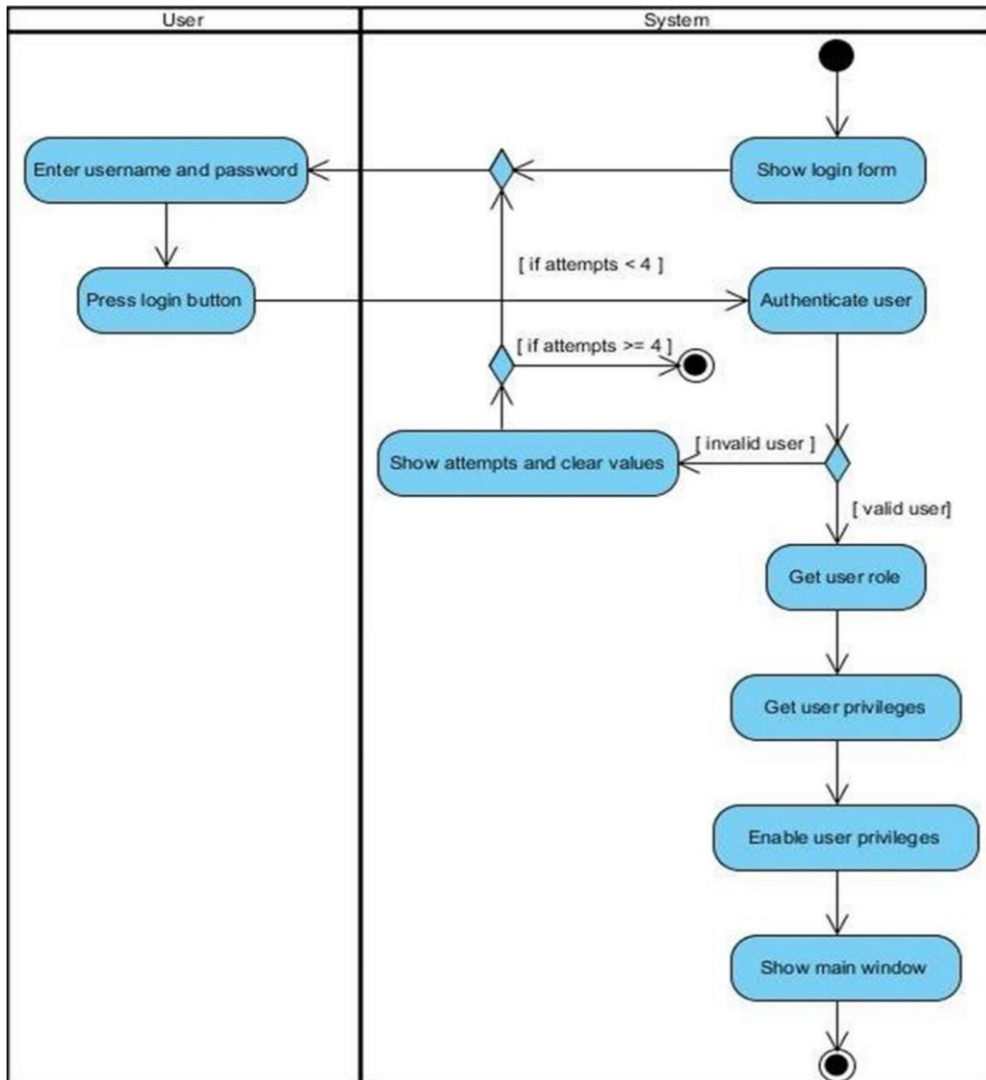 User
System
Enter username and password
Show login form
[ if attempts < 4 ]
Press login button
Authenticate user
[ if attempts >= 4 ]
[ invalid user ]
Show attempts and clear values
[ valid user]
Get user role
Get user privileges
Enable user privileges
Show main window